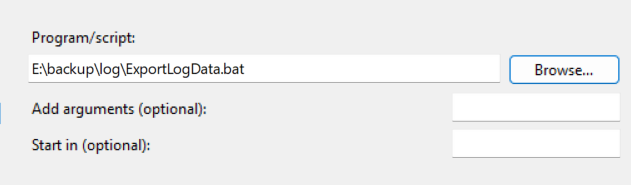 Program/script:
E:\backup\log\ExportLogData.bat
Browse...
Add arguments (optional):
Start in (optional):